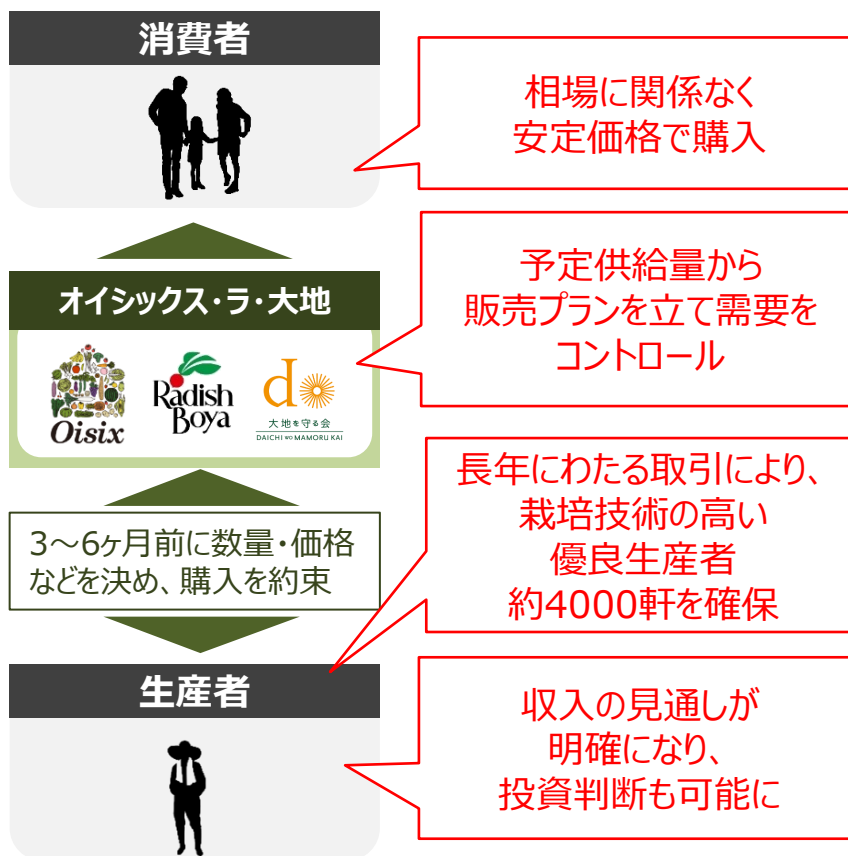 消費者
相場に関係なく
安定価格で購入
オイシックス・ラ・大地
Oisix
Radish
Boya
d
大地を守る会
DAICHI WO MAMORU KAI
予定供給量から
販売プランを立て需要を
コントロール
3～6ヶ月前に数量・価格
などを決め、購入を約束
長年にわたる取引により、
栽培技術の高い
優良生産者
約4000軒を確保
生産者
収入の見通しが
明確になり、
投資判断も可能に